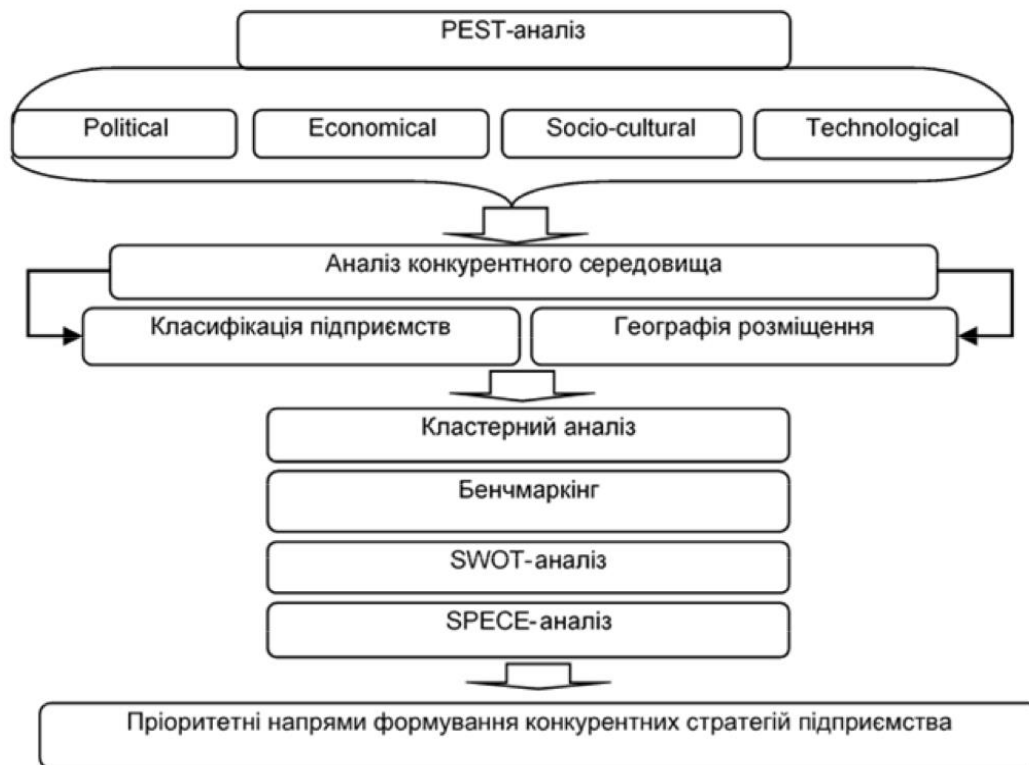 PEST-аналіз
Political
Economical
Socio-cultural
Technological
Аналіз конкурентного середовища
Класифікація підприємств
Географія розміщення
Кластерний аналіз
Бенчмаркінг
SWOT-аналіз
SPECE-аналіз
Пріоритетні напрями формування конкурентних стратегій підприємства